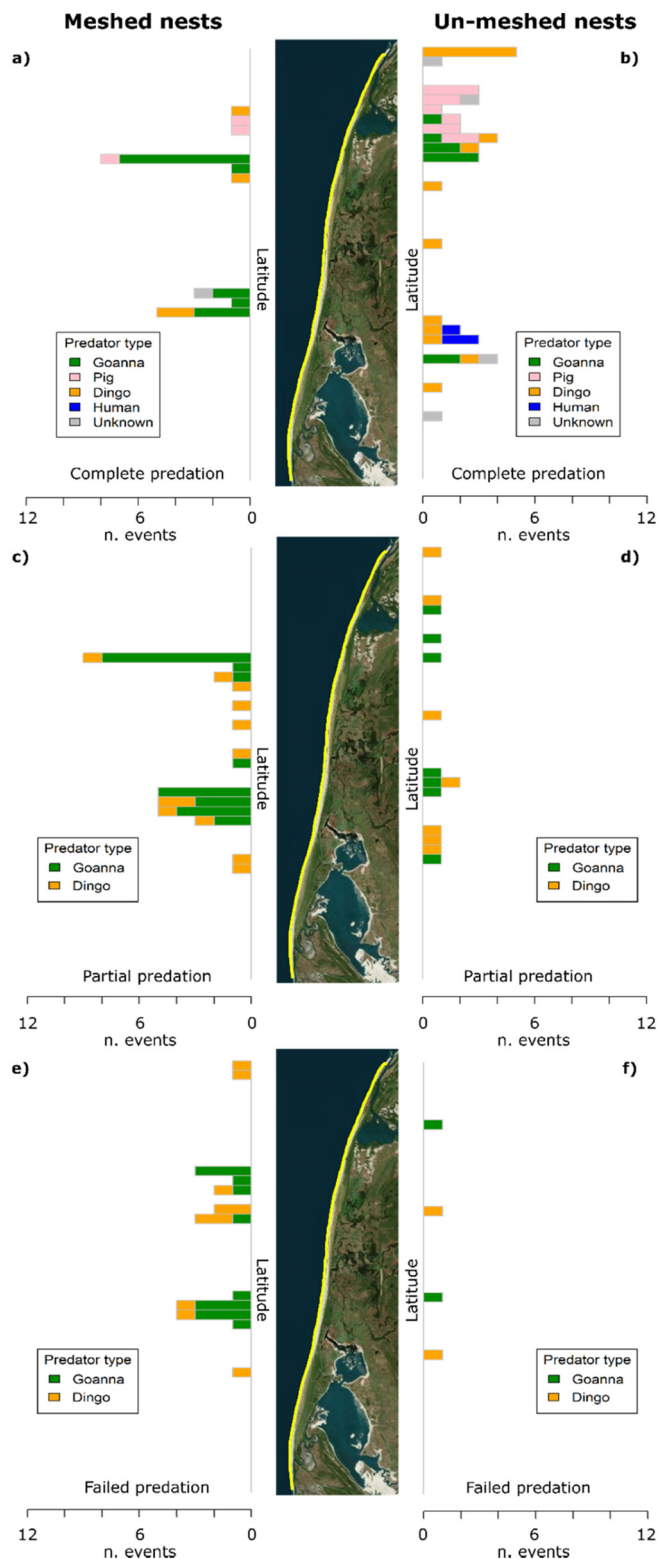 Meshed nests
Un-meshed nests
a)
b)
Latitude
Latitude
Predator type
Goanna
Pig
Dingo
Human
Unknown
Predator type
Goanna
Pig
Dingo
Human
Unknown
Complete predation
Complete predation
12 6 0
0 6 12
n. events
n. events
c)
d)
Latitude
Latitude
Predator type
Goanna
Dingo
Predator type
Goanna
Dingo
Partial predation
Partial predation
12 6 0
0 6 12
n. events
n. events
e)
f)
Latitude
Latitude
Predator type
Goanna
Dingo
Predator type
Goanna
Dingo
Failed predation
Failed predation
12 6 0
0 6 12
n. events
n. events